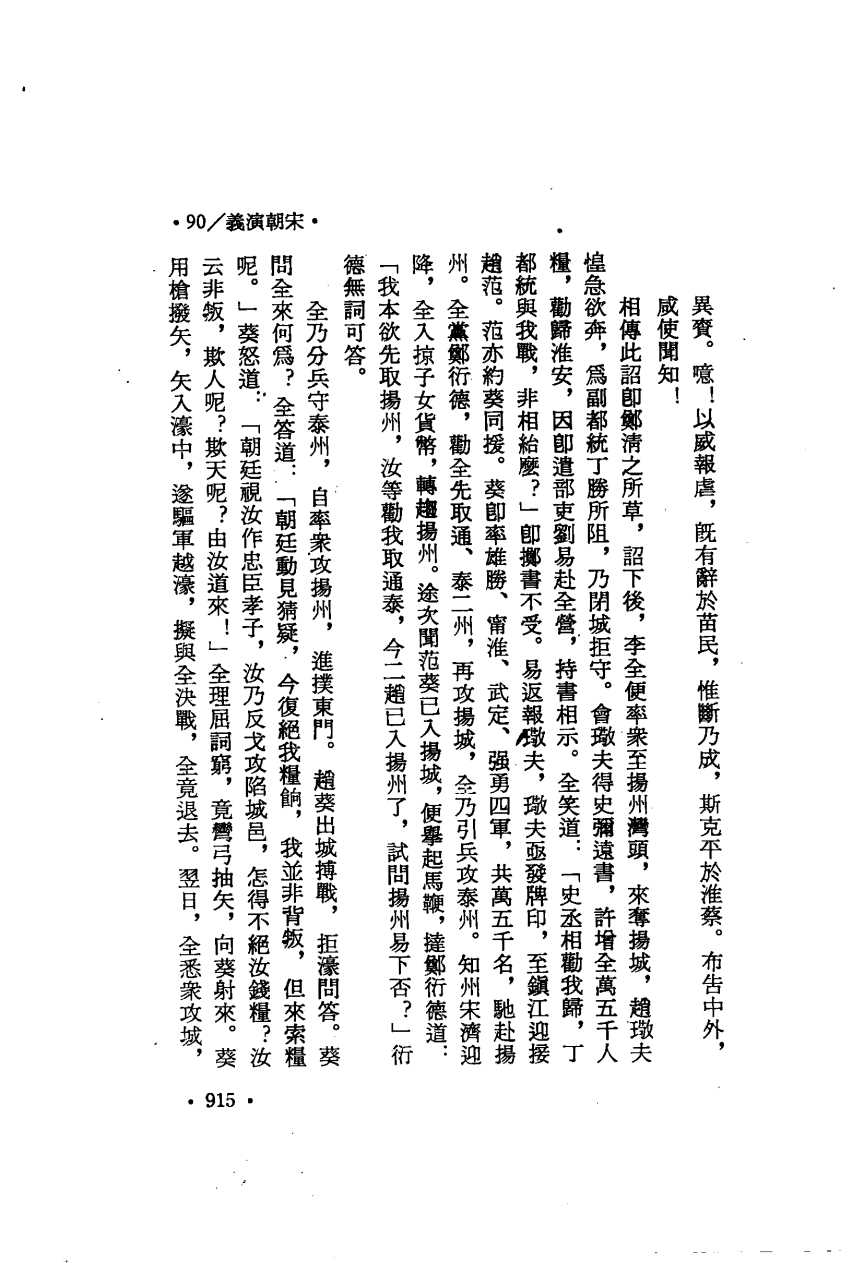 •90／義演朝宋•
異賚。噫！以威報虐，既有辭於苗民，惟斷乃成，斯克平於淮蔡。布告中外，
咸使聞知！
相傳此詔卽鄭清之所草，詔下後，李全便率衆至揚州灣頭，來奪揚城，趙璥夫
惶急欲奔，爲副都統丁勝所阻，乃閉城拒守。會璥夫得史彌遠書，許增全萬五千人
糧，勸歸淮安，因卽遣部吏劉易赴全營，持書相示。全笑道：「史丞相勸我歸，丁
都統與我戰，非相紿麽？」卽擲書不受。易返報璥夫，璥夫亟發牌印，至鎭江迎接
趙范。范亦約葵同援。葵卽率雄勝、甯淮、武定、强勇四軍，共萬五千名，馳赴揚
州。全黨鄭衍德，勸全先取通、泰二州，再攻揚城，全乃引兵攻泰州。知州宋濟迎
降，全入掠子女貨幣，轉趨揚州。途次聞范葵已入揚城，便擧起馬鞭，撻鄭衍德道：
「我本欲先取揚州，汝等勸我取通泰，今二趙已入揚州了，試問揚州易下否？」衍
德無詞可答。
全乃分兵守泰州，自率衆攻揚州，進撲東門。趙葵出城搏戰，拒濠問答。葵
問全來何爲？全答道：「朝廷動見猜疑，今復絕我糧餉，我並非背叛，但來索糧
呢。」葵怒道：「朝廷視汝作忠臣孝子，汝乃反戈攻陷城邑，怎得不絕汝錢糧？汝
云非叛，欺人呢？欺天呢？由汝道來！」全理屈詞窮，竟彎弓抽矢，向葵射來。葵
用槍撥矢，矢入濠中，遂驅軍越濠，擬與全決戰，全竟退去。翌日，全悉衆攻城，
•915•